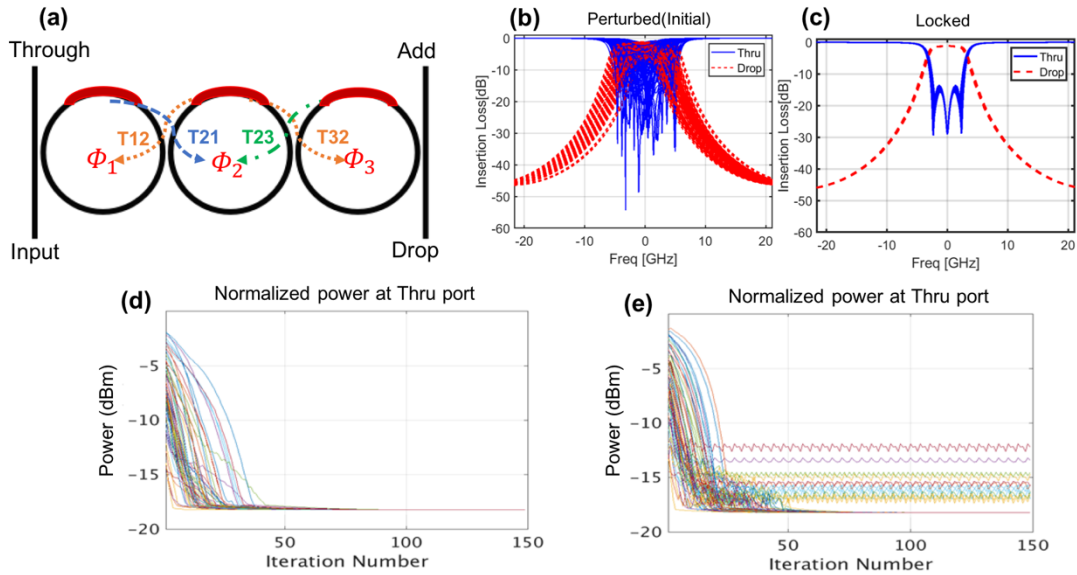 (a)
Through
Add
T12
T21
T23
T32
Φ1
Φ2
Φ3
Input
Drop
(b)
Perturbed(Initial)
0
-10
-20
-30
-40
-50
-60
Insertion Loss[dB]
Thru
Drop
-20
-10
0
10
20
Freq [GHz]
(c)
Locked
0
-10
-20
-30
-40
-50
-60
Insertion Loss[dB]
Thru
Drop
-20
-10
0
10
20
Freq [GHz]
(d)
Normalized power at Thru port
-5
-10
-15
-20
Power (dBm)
50
100
150
Iteration Number
(e)
Normalized power at Thru port
-5
-10
-15
-20
Power (dBm)
50
100
150
Iteration Number